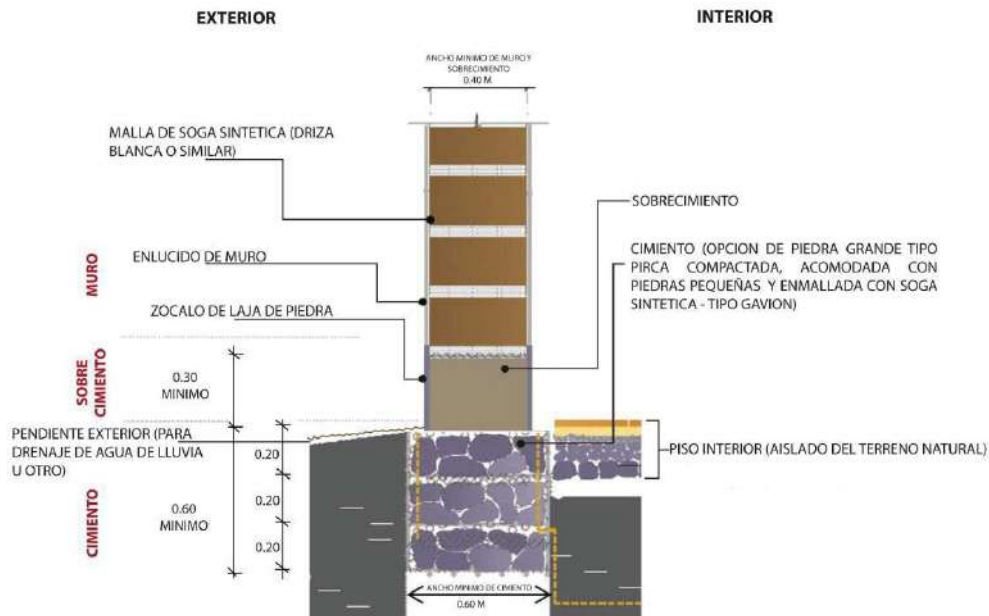 EXTERIOR
INTERIOR
ANCHO MINIMO DE MURO Y
SOBRECIMIENTO
0.40 M
MALLA DE SOGA SINTETICA (DRIZA
BLANCA O SIMILAR)
SOBRECIMIENTO
CIMIENTO (OPCION DE PIEDRA GRANDE TIPO
PIRCA COMPACTADA, ACOMODADA CON
PIEDRAS PEQUEÑAS Y ENMALLADA CON SOGA
SINTETICA - TIPO GAVION)
MURO
ENLUCIDO DE MURO
ZOCALO DE LAJA DE PIEDRA
SOBRE
CIMIENTO
0.30
MINIMO
PENDIENTE EXTERIOR (PARA
DRENAJE DE AGUA DE LLUVIA
U OTRO)
0.20
PISO INTERIOR (AISLADO DEL TERRENO NATURAL)
CIMIENTO
0.60
MINIMO
0.20
0.20
ANCHO MINIMO DE CIMIENTO
0.60 M